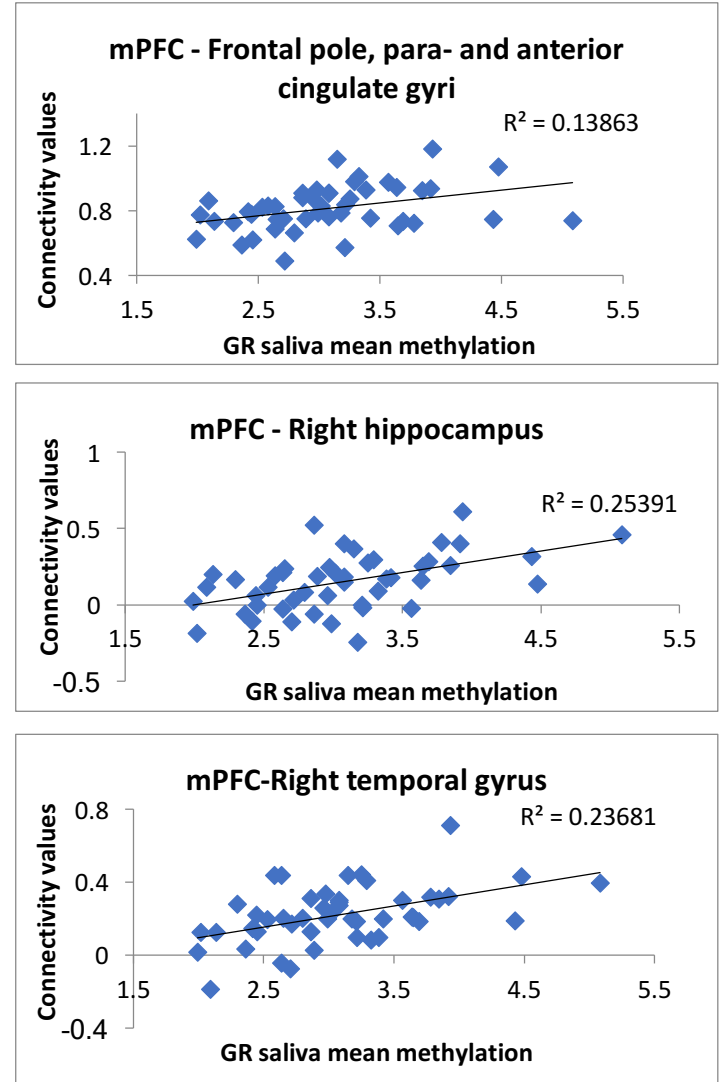 mPFC - Frontal pole, para- and anterior
cingulate gyri
R² = 0.13863
1.2
0.8
0.4
Connectivity values
1.5 2.5 3.5 4.5 5.5
GR saliva mean methylation
mPFC - Right hippocampus
1
R² = 0.25391
0.5
0
-0.5
Connectivity values
1.5 2.5 3.5 4.5 5.5
GR saliva mean methylation
mPFC-Right temporal gyrus
0.8
R² = 0.23681
0.4
0
-0.4
Connectivity values
1.5 2.5 3.5 4.5 5.5
GR saliva mean methylation